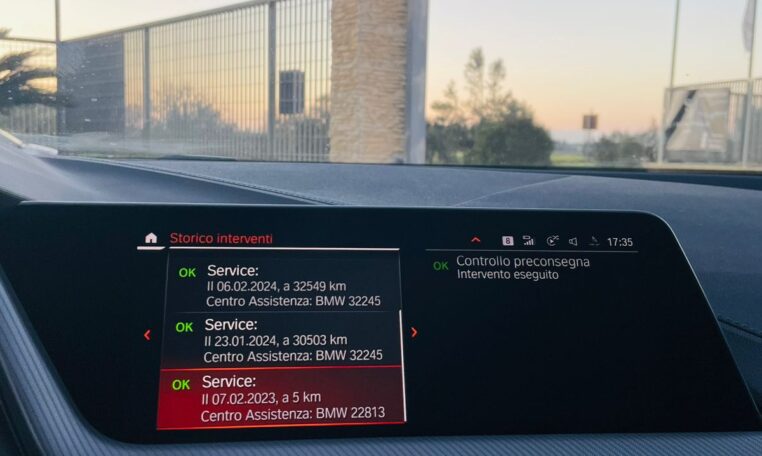 Storico interventi
8
17:35
OK Service:
Il 06.02.2024, a 32549 km
Centro Assistenza: BMW 32245
OK Service:
Il 23.01.2024, a 30503 km
Centro Assistenza: BMW 32245
OK Service:
Il 07.02.2023, a 5 km
Centro Assistenza: BMW 22813
OK Controllo preconsegna
Intervento eseguito